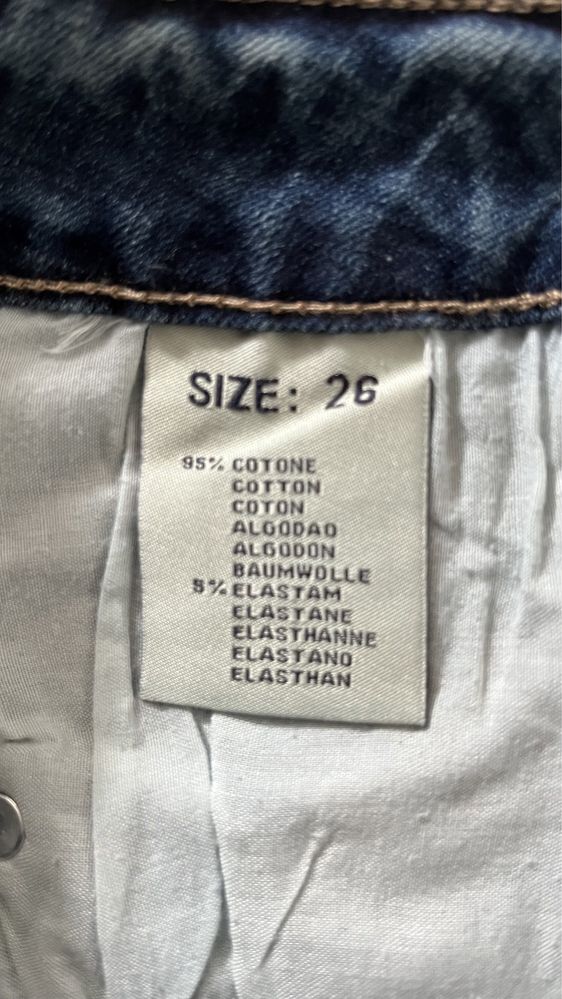 SIZE: 26
95% COTONE
COTTON
COTON
ALGODAO
ALGODON
BAUMWOLLE
5% ELASTAM
ELASTANE
ELASTHANNE
ELASTANO
ELASTHAN